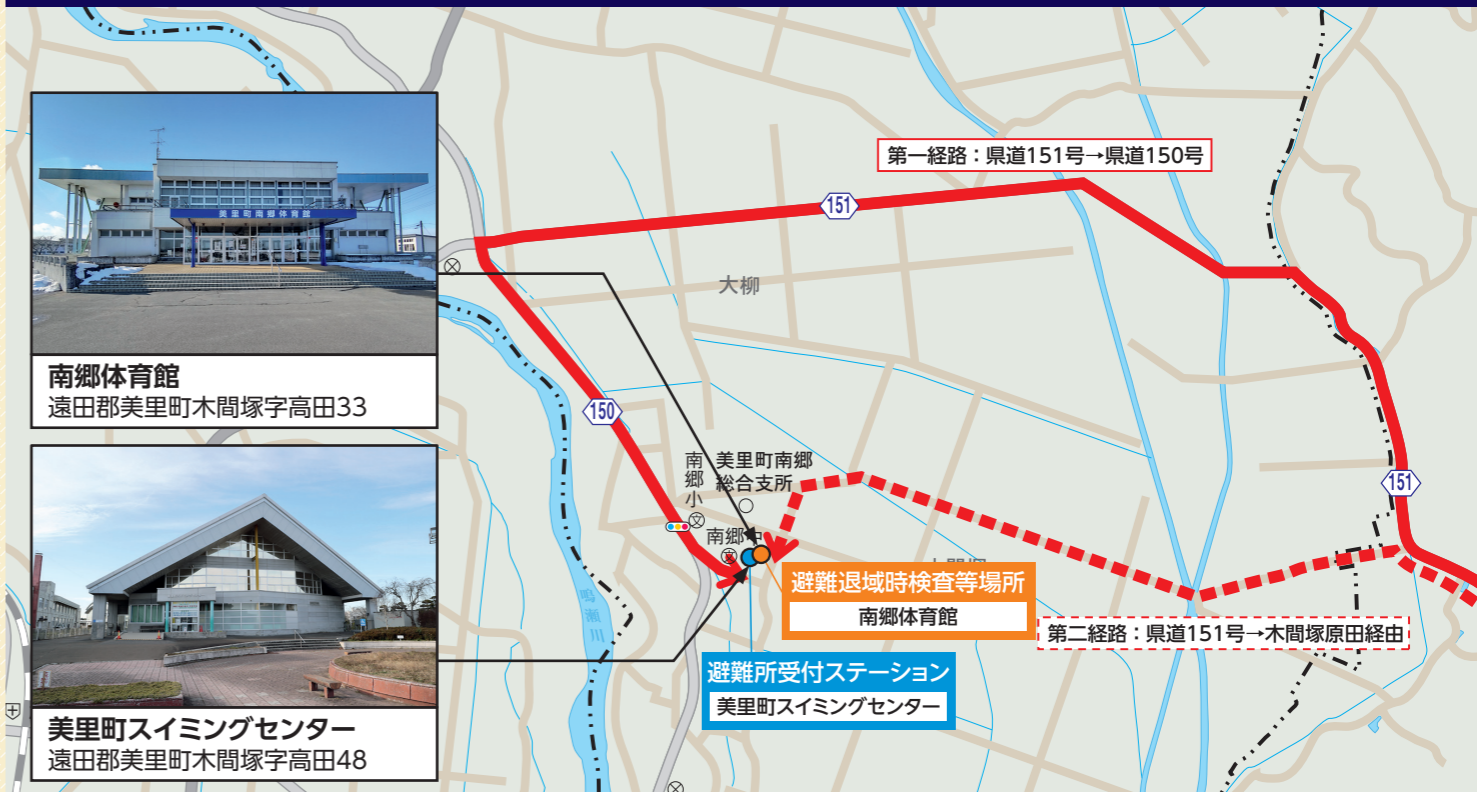 美里町南郷体育館
南郷体育館
遠田郡美里町木間塚字高田33
美里町スイミングセンター
遠田郡美里町木間塚字高田48
第一経路：県道151号→県道150号
151
大柳
150
南郷小
文
美里町南郷
総合支所
151
南郷中
避難退域時検査等場所
南郷体育館
第二経路：県道151号→木間塚原田経由
避難所受付ステーション
美里町スイミングセンター
鳴瀬川